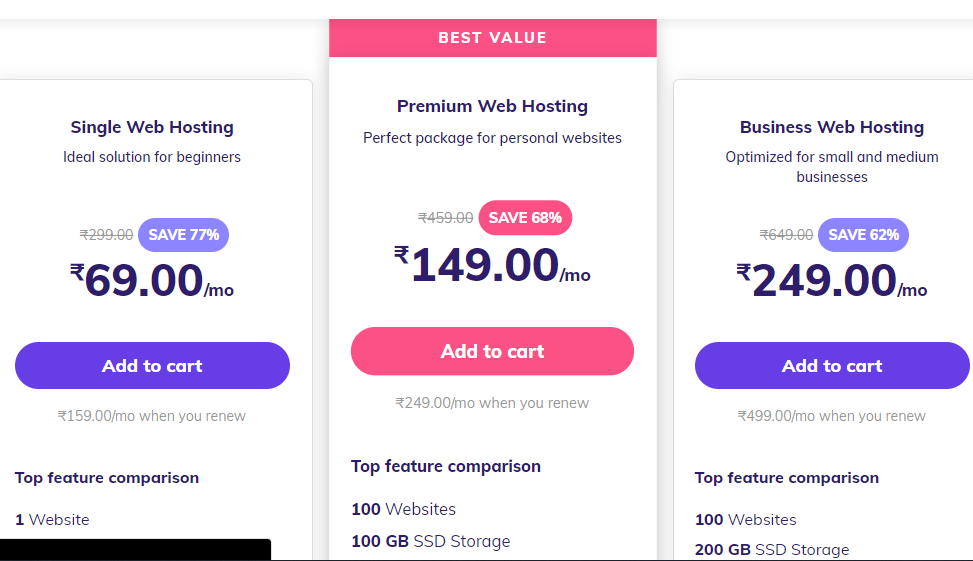 BEST VALUE
Single Web Hosting
Ideal solution for beginners
₹299.00 SAVE 77%
₹69.00/mo
Add to cart
₹159.00/mo when you renew
Top feature comparison
1 Website
Premium Web Hosting
Perfect package for personal websites
₹459.00 SAVE 68%
₹149.00/mo
Add to cart
₹249.00/mo when you renew
Top feature comparison
100 Websites
100 GB SSD Storage
Business Web Hosting
Optimized for small and medium
businesses
₹649.00 SAVE 62%
₹249.00/mo
Add to cart
₹499.00/mo when you renew
Top feature comparison
100 Websites
200 GB SSD Storage